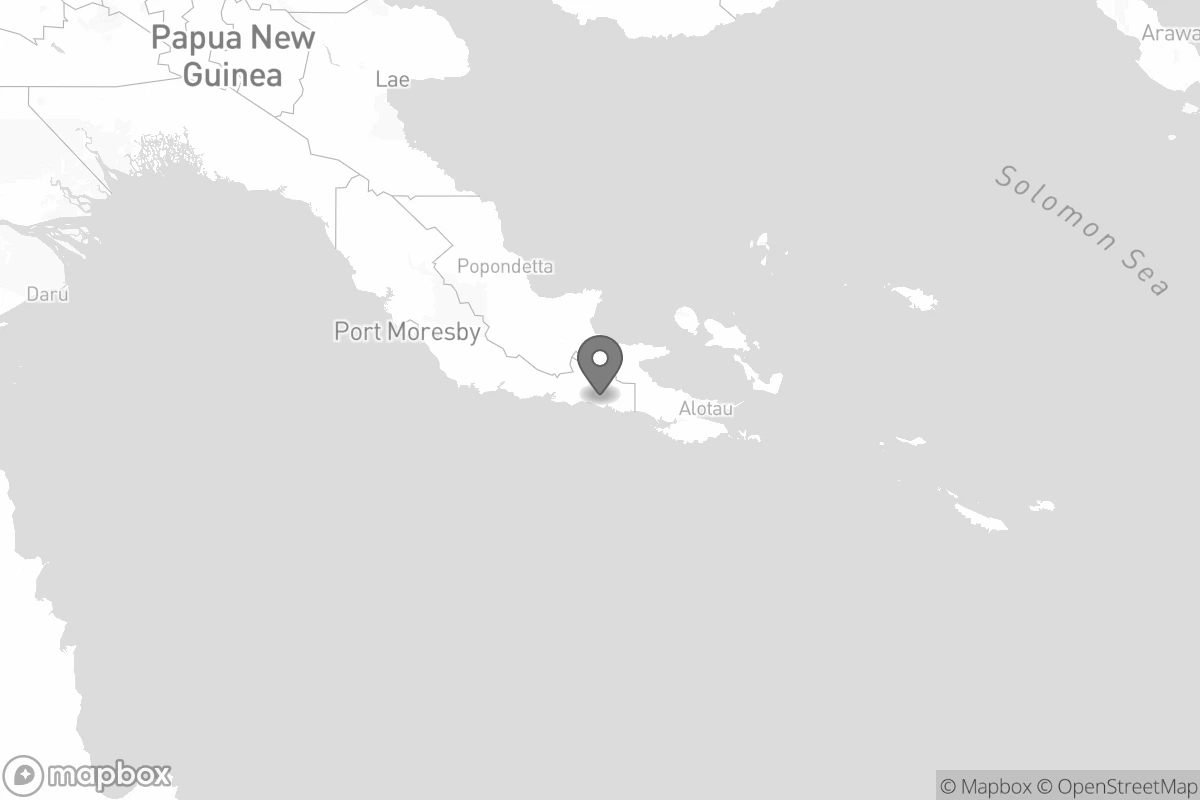 Papua New
Guinea
Lae
Arawa
Solomon Sea
Popondetta
Daru
Port Moresby
Alotau
mapbox
© Mapbox © OpenStreetMap